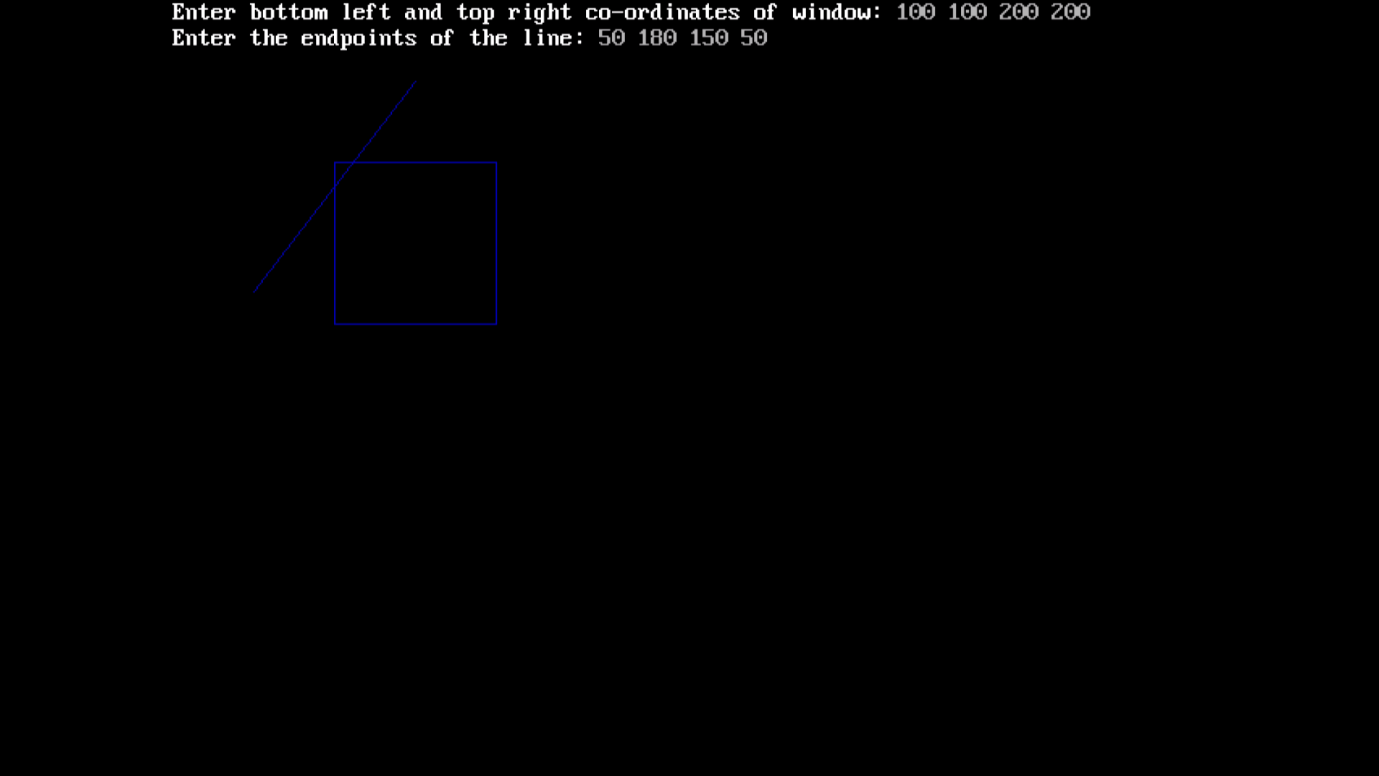 Enter bottom left and top right co-ordinates of window: 100 100 200 200
Enter the endpoints of the line: 50 180 150 50